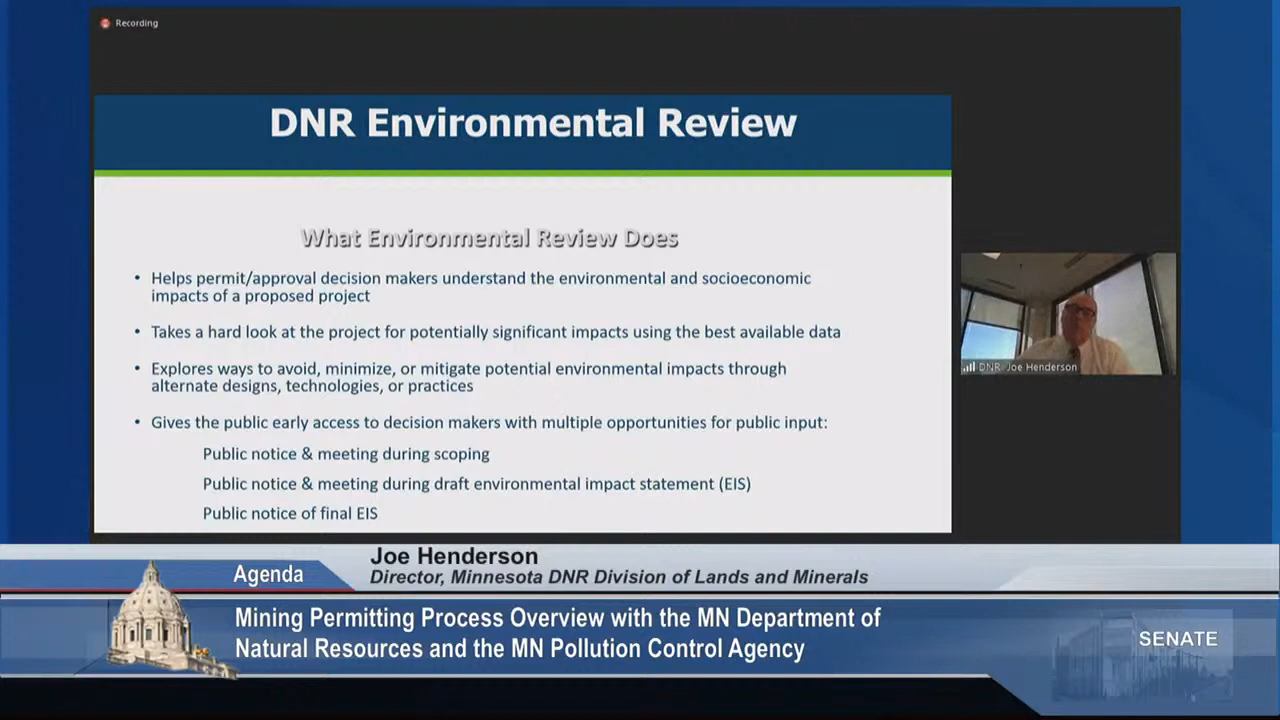 Recording
DNR Environmental Review
What Environmental Review Does
• Helps permit/approval decision makers understand the environmental and socioeconomic
impacts of a proposed project
• Takes a hard look at the project for potentially significant impacts using the best available data
• Explores ways to avoid, minimize, or mitigate potential environmental impacts through
alternate designs, technologies, or practices
• Gives the public early access to decision makers with multiple opportunities for public input:
Public notice & meeting during scoping
Public notice & meeting during draft environmental impact statement (EIS)
Public notice of final EIS
DNR Joe Henderson
Joe Henderson
Director, Minnesota DNR Division of Lands and Minerals
Agenda
Mining Permitting Process Overview with the MN Department of
Natural Resources and the MN Pollution Control Agency
SENATE